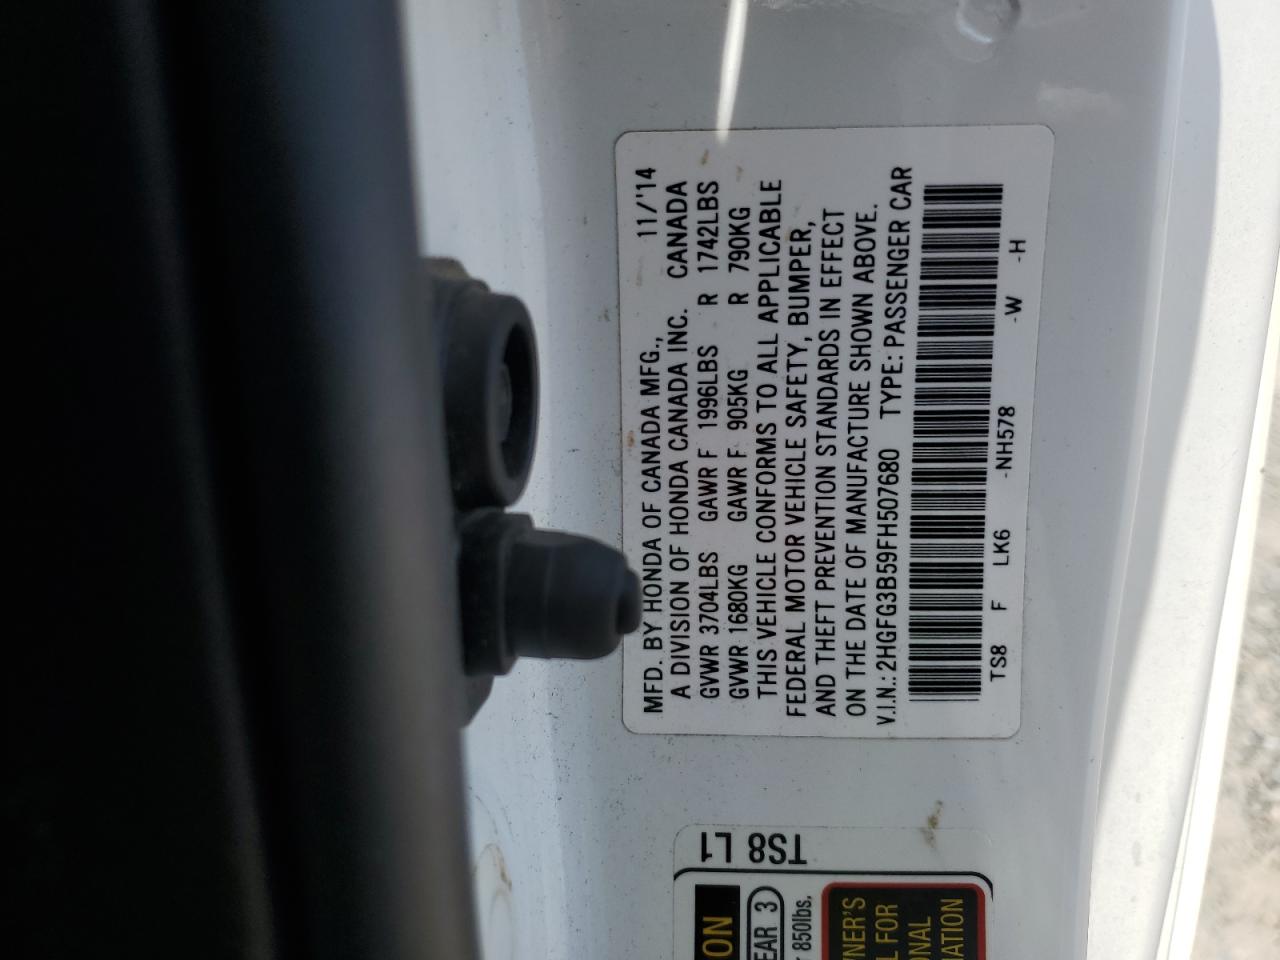 MFD. BY HONDA OF CANADA MFG., 11/'14
A DIVISION OF HONDA CANADA INC. CANADA
GVWR 3704LBS GAWR F 1996LBS R 1742LBS
GVWR 1680KG GAWR F 905KG R 790KG
THIS VEHICLE CONFORMS TO ALL APPLICABLE
FEDERAL MOTOR VEHICLE SAFETY, BUMPER,
AND THEFT PREVENTION STANDARDS IN EFFECT
ON THE DATE OF MANUFACTURE SHOWN ABOVE.
V.I.N.: 2HGFG3B59FH507680 TYPE: PASSENGER CAR
TS8 F LK6 -NH578 -W -H
TS8 L1
ON
EAR 3
850lbs.
NER'S
L FOR
ONAL
ATION